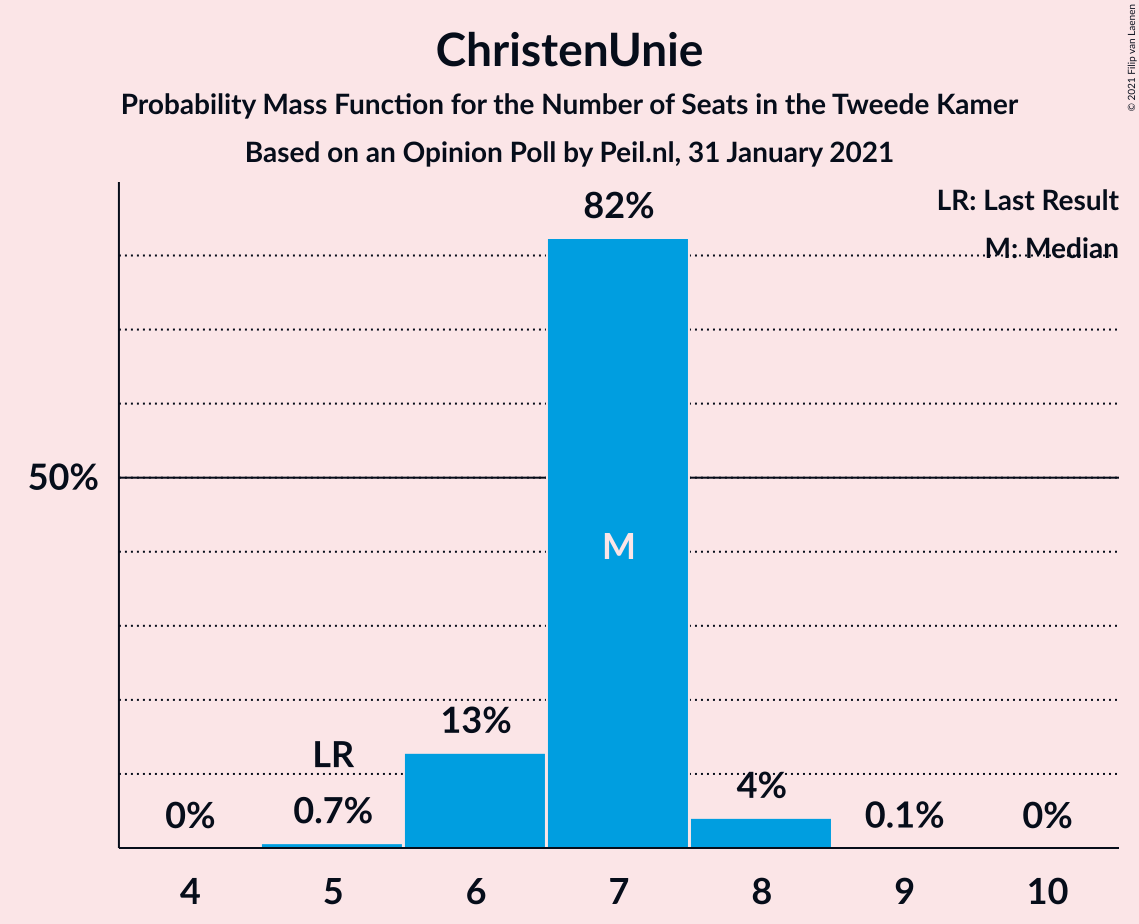 ChristenUnie
Probability Mass Function for the Number of Seats in the Tweede Kamer
Based on an Opinion Poll by Peil.nl, 31 January 2021
© 2021 Filip van Laenen
LR: Last Result
M: Median
82%
50%
M
13%
LR
4%
0%
0.7%
0.1%
0%
4 5 6 7 8 9 10